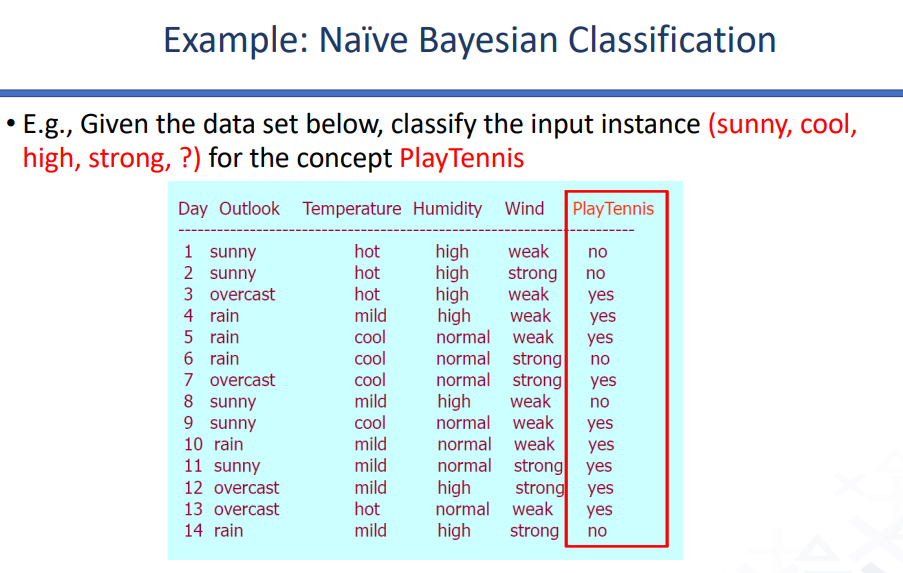 Example: Naïve Bayesian Classification
• E.g., Given the data set below, classify the input instance (sunny, cool,
high, strong, ?) for the concept PlayTennis
Day Outlook Temperature Humidity Wind PlayTennis
----------------------------------------------------------------------
1 sunny hot high weak no
2 sunny hot high strong no
3 overcast hot high weak yes
4 rain mild high weak yes
5 rain cool normal weak yes
6 rain cool normal strong no
7 overcast cool normal strong yes
8 sunny mild high weak no
9 sunny cool normal weak yes
10 rain mild normal weak yes
11 sunny mild normal strong yes
12 overcast mild high strong yes
13 overcast hot normal weak yes
14 rain mild high strong no